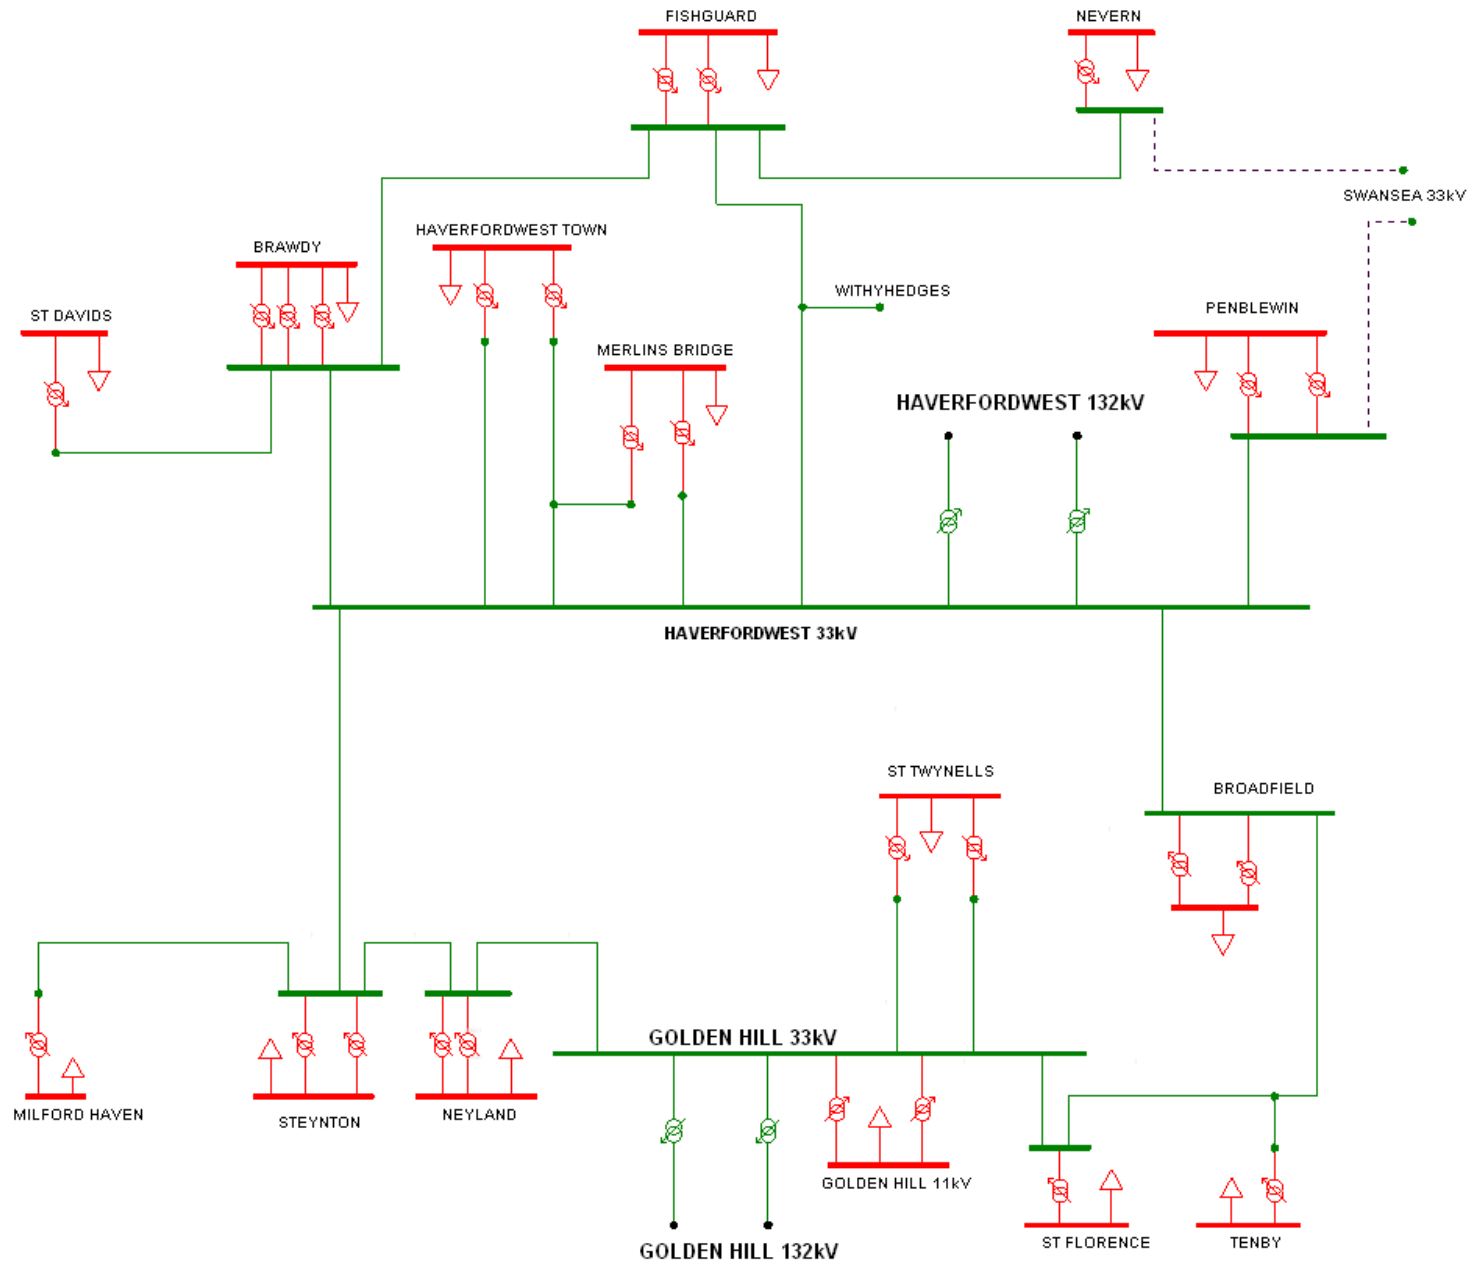 FISHGUARD
NEVERN
SWANSEA 33kV
HAVERFORDWEST TOWN
BRAWDY
WITHYHEDGES
ST DAVIDS
PENBLEWIN
MERLINS BRIDGE
HAVERFORDWEST 132kV
HAVERFORDWEST 33kV
ST TWYNELLS
BROADFIELD
GOLDEN HILL 33kV
MILFORD HAVEN
STEYNTON
NEYLAND
GOLDEN HILL 11kV
ST FLORENCE
TENBY
GOLDEN HILL 132kV